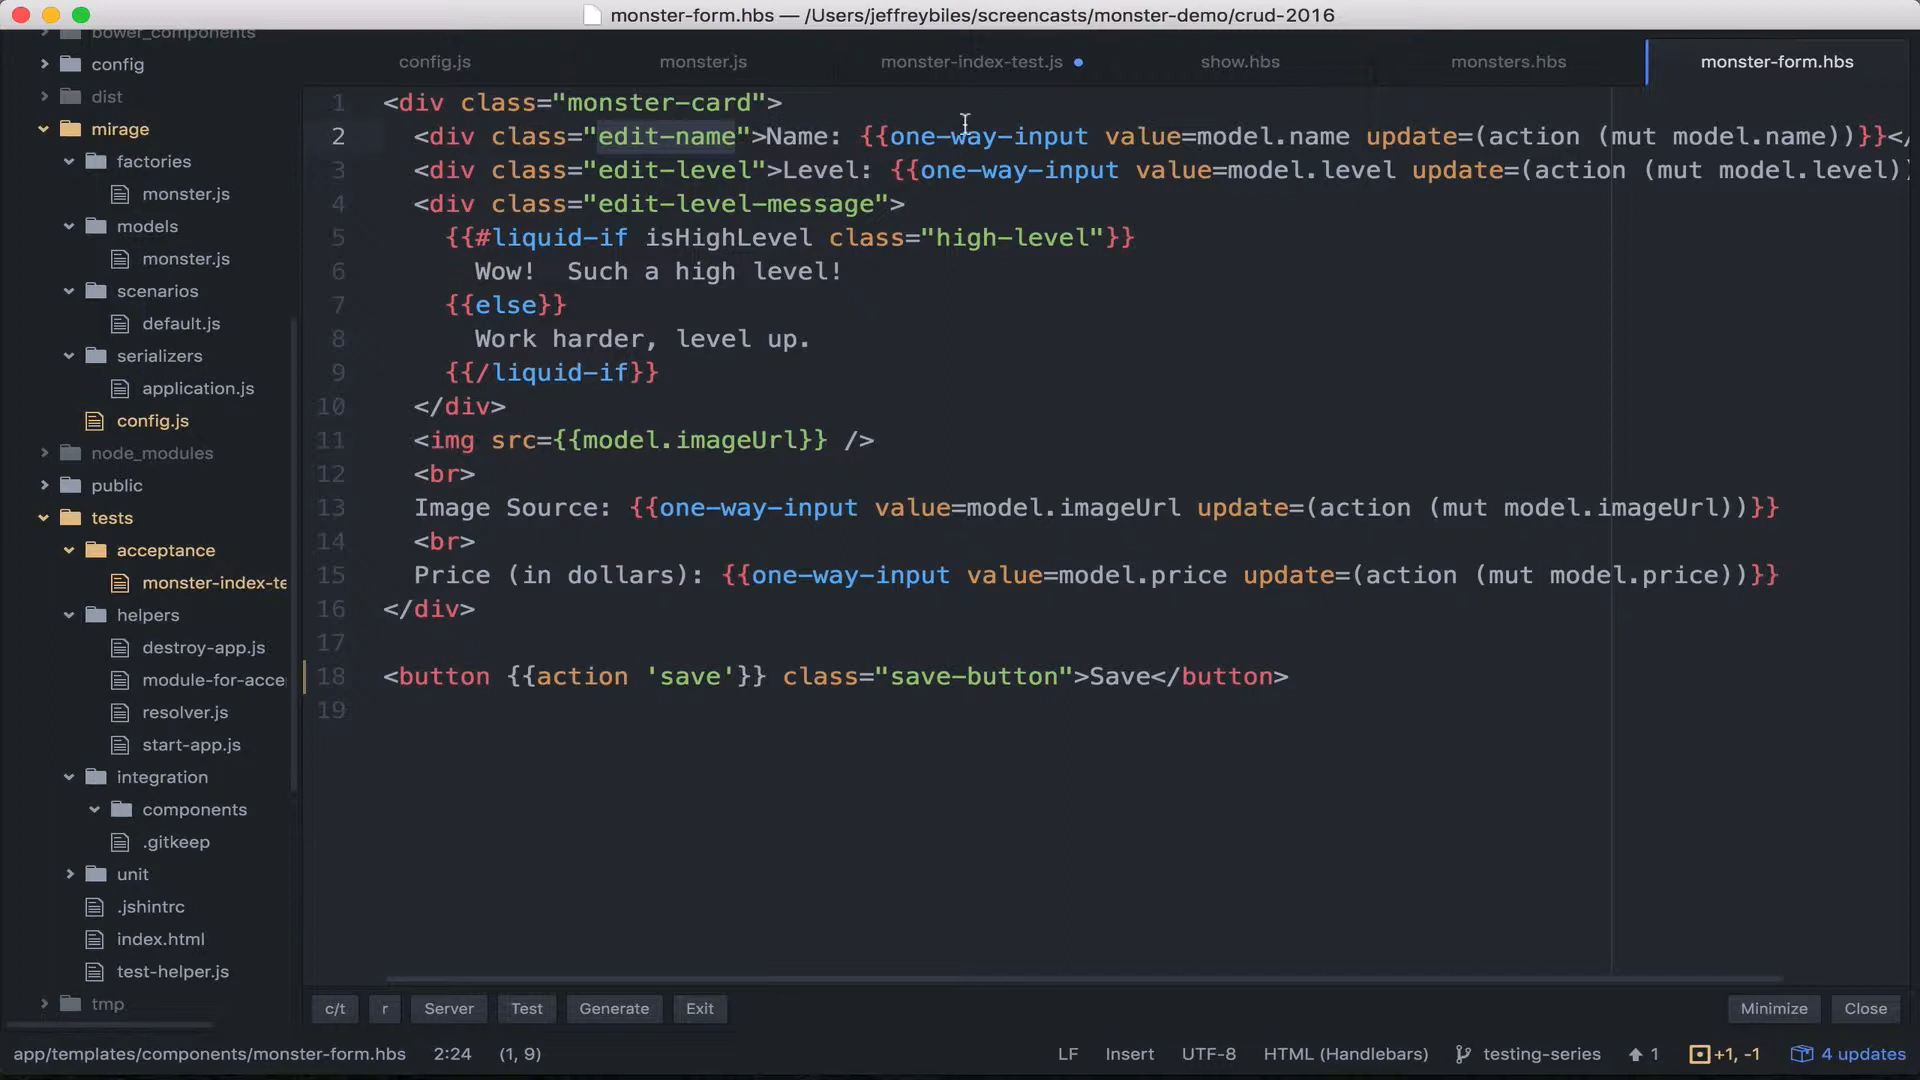 monster-form.hbs — /Users/jeffreybiles/screencasts/monster-demo/crud-2016
bower_components
config
dist
mirage
factories
monster.js
models
monster.js
scenarios
default.js
serializers
application.js
config.js
node_modules
public
tests
acceptance
monster-index-te
helpers
destroy-app.js
module-for-acce
resolver.js
start-app.js
integration
components
.gitkeep
unit
.jshintrc
index.html
test-helper.js
tmp
config.js monster.js monster-index-test.js show.hbs monsters.hbs monster-form.hbs
1 <div class="monster-card">
2 <div class="edit-name">Name: {{one-way-input value=model.name update=(action (mut model.name))}}</
3 <div class="edit-level">Level: {{one-way-input value=model.level update=(action (mut model.level))
4 <div class="edit-level-message">
5 {{#liquid-if isHighLevel class="high-level"}}
6 Wow!  Such a high level!
7 {{else}}
8 Work harder, level up.
9 {{/liquid-if}}
10 </div>
11 <img src={{model.imageUrl}} />
12 <br>
13 Image Source: {{one-way-input value=model.imageUrl update=(action (mut model.imageUrl))}}
14 <br>
15 Price (in dollars): {{one-way-input value=model.price update=(action (mut model.price))}}
16 </div>
17
18 <button {{action 'save'}} class="save-button">Save</button>
19
c/t r Server Test Generate Exit Minimize Close
app/templates/components/monster-form.hbs 2:24 (1, 9) LF Insert UTF-8 HTML (Handlebars) testing-series 1 +1, -1 4 updates